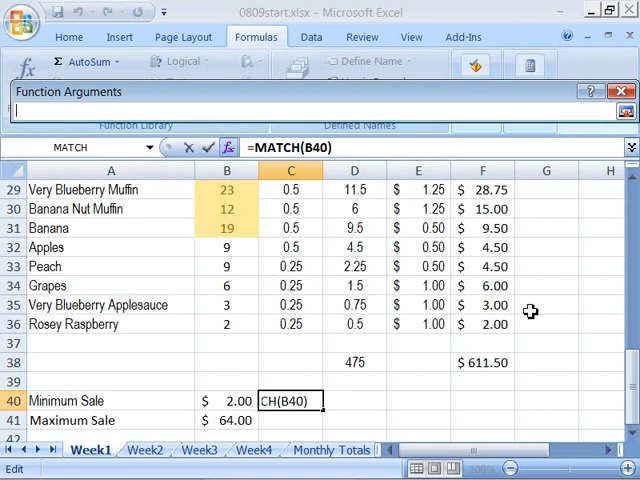 0809start.xlsx - Microsoft Excel
Home Insert Page Layout Formulas Data Review View Add-Ins
fx Σ AutoSum Logical Define Name
Function Arguments
Function Library Defined Names
MATCH fx =MATCH(B40)
A B C D E F G H
29 Very Blueberry Muffin 23 0.5 11.5 $ 1.25 $ 28.75
30 Banana Nut Muffin 12 0.5 6 $ 1.25 $ 15.00
31 Banana 19 0.5 9.5 $ 0.50 $ 9.50
32 Apples 9 0.5 4.5 $ 0.50 $ 4.50
33 Peach 9 0.25 2.25 $ 0.50 $ 4.50
34 Grapes 6 0.25 1.5 $ 1.00 $ 6.00
35 Very Blueberry Applesauce 3 0.25 0.75 $ 1.00 $ 3.00
36 Rosey Raspberry 2 0.25 0.5 $ 1.00 $ 2.00
37
38 475 $ 611.50
39
40 Minimum Sale $ 2.00 CH(B40)
41 Maximum Sale $ 64.00
42
Week1 Week2 Week3 Week4 Monthly Totals
Edit 100%